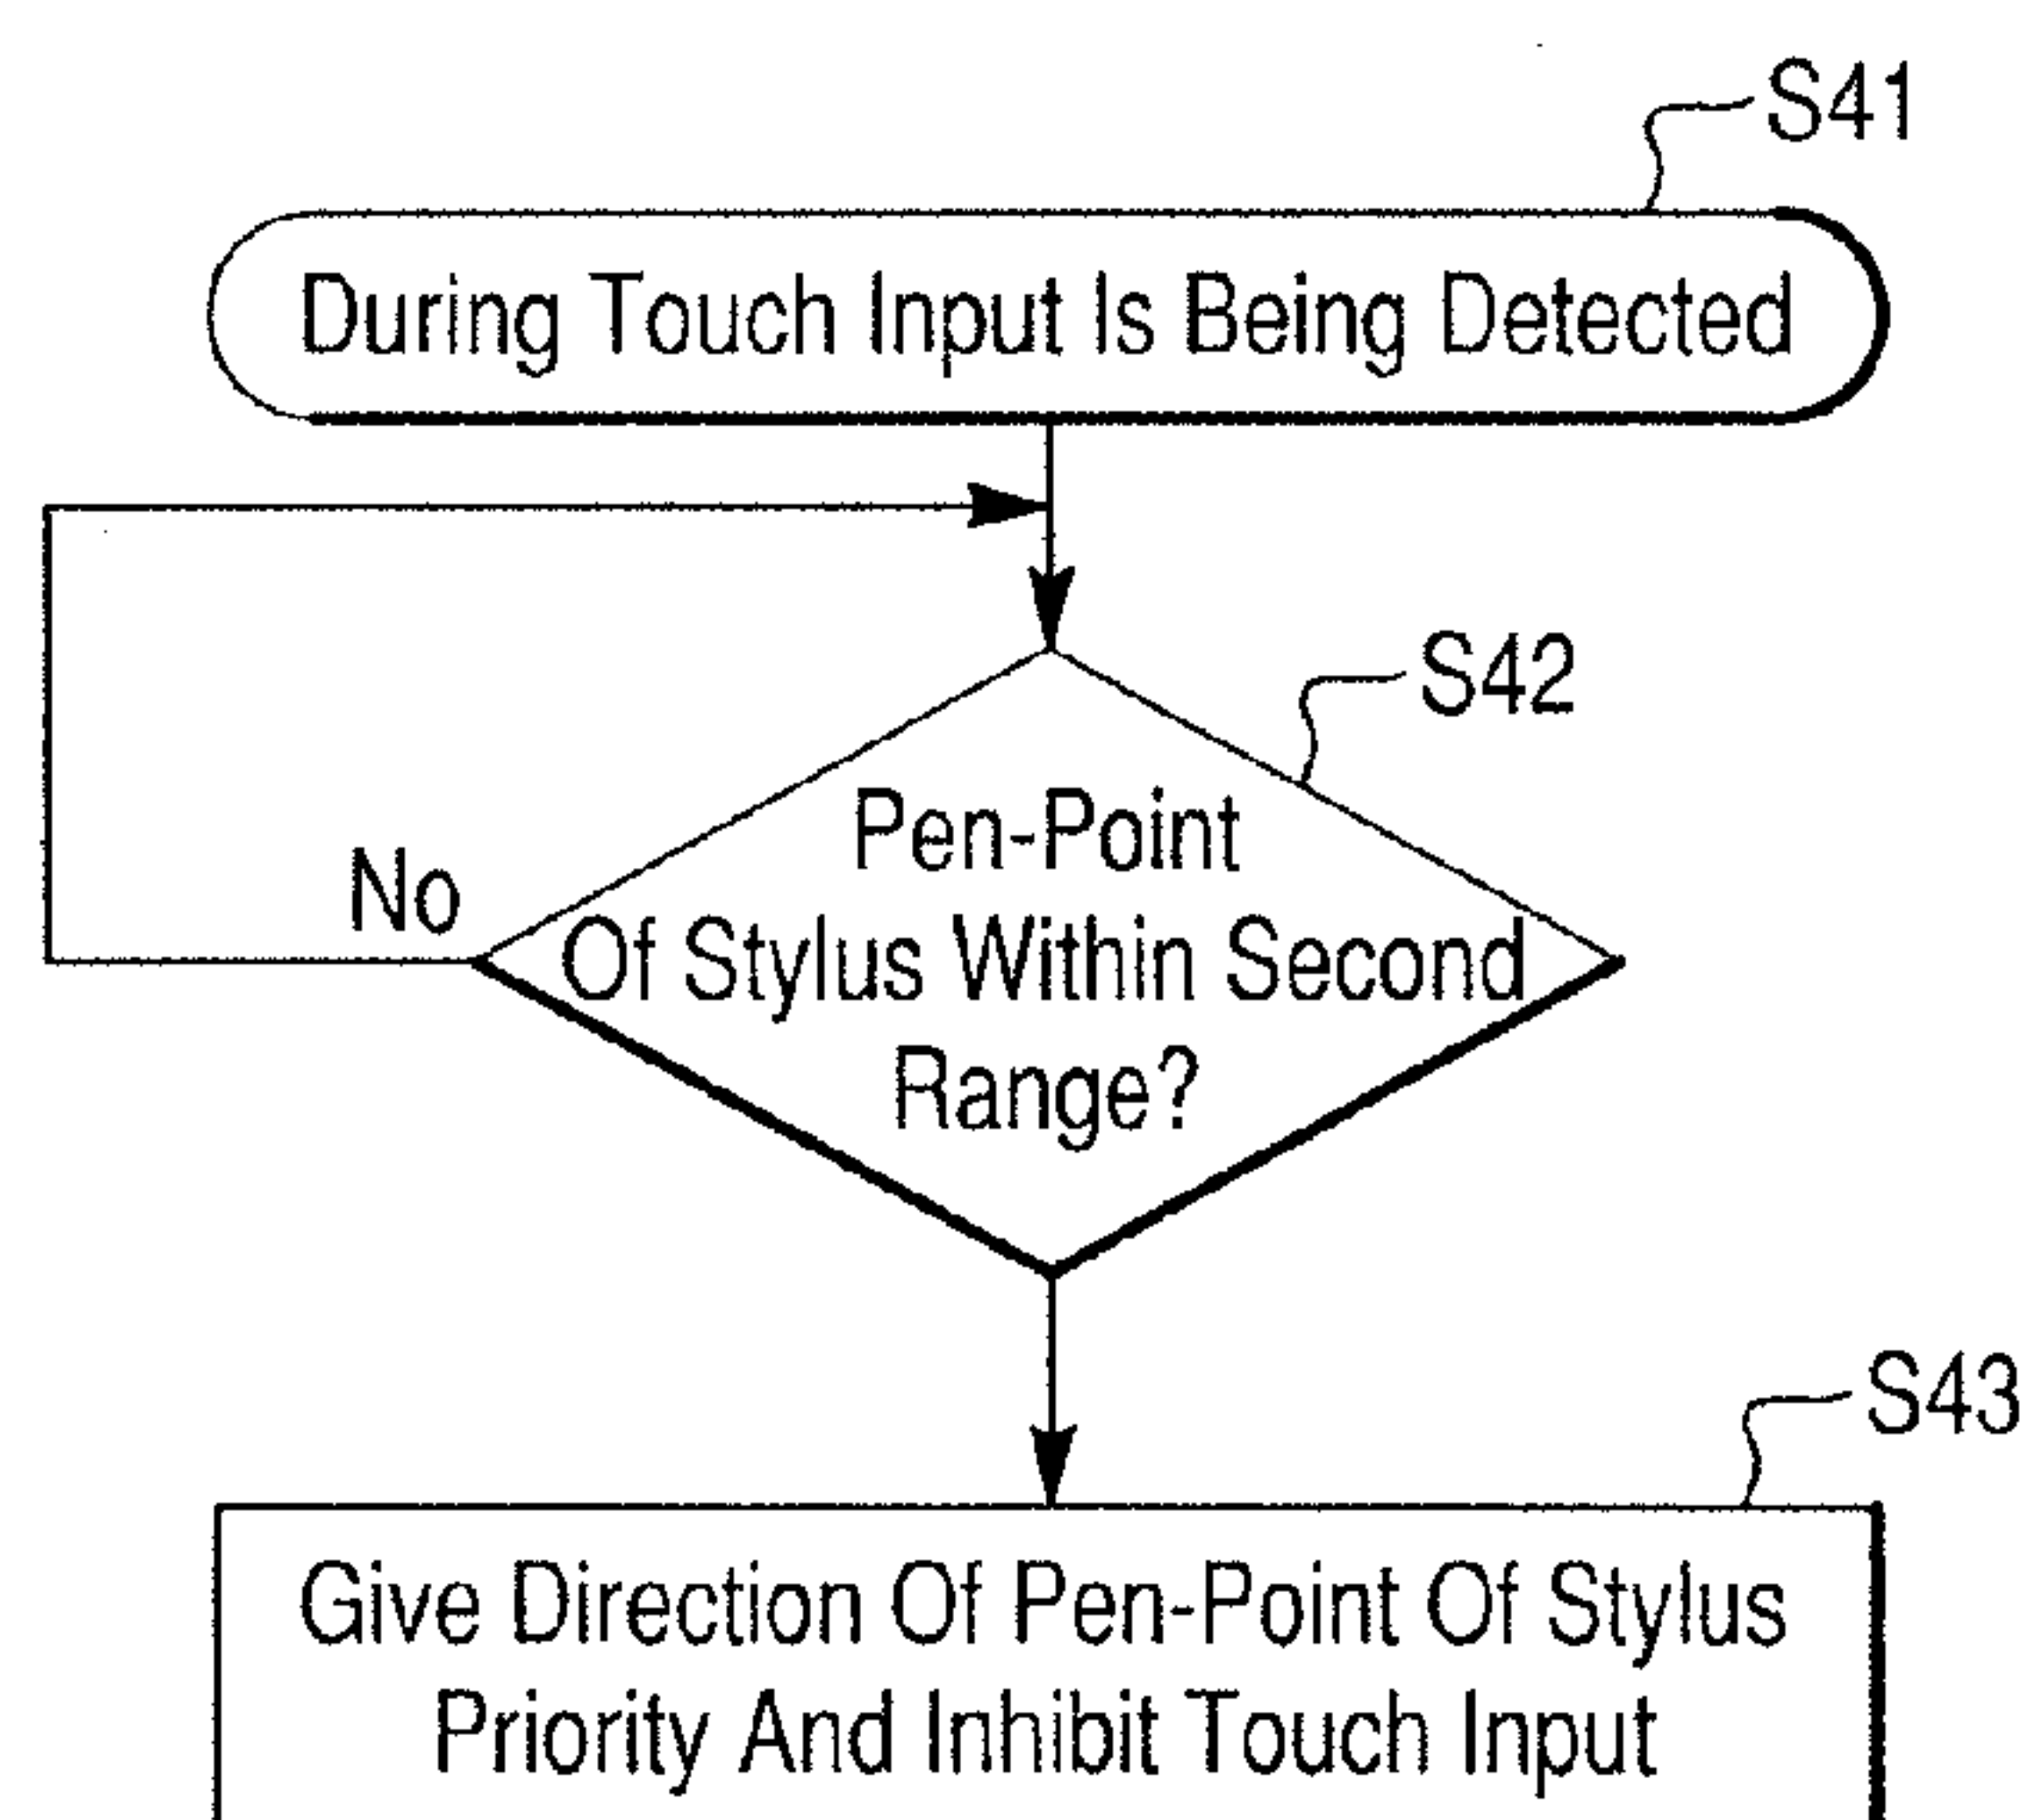 S41
During Touch Input Is Being Detected
S42
Pen-Point
No
Of Stylus Within Second
Range?
S43
Give Direction Of Pen-Point Of Stylus
Priority And Inhibit Touch Input